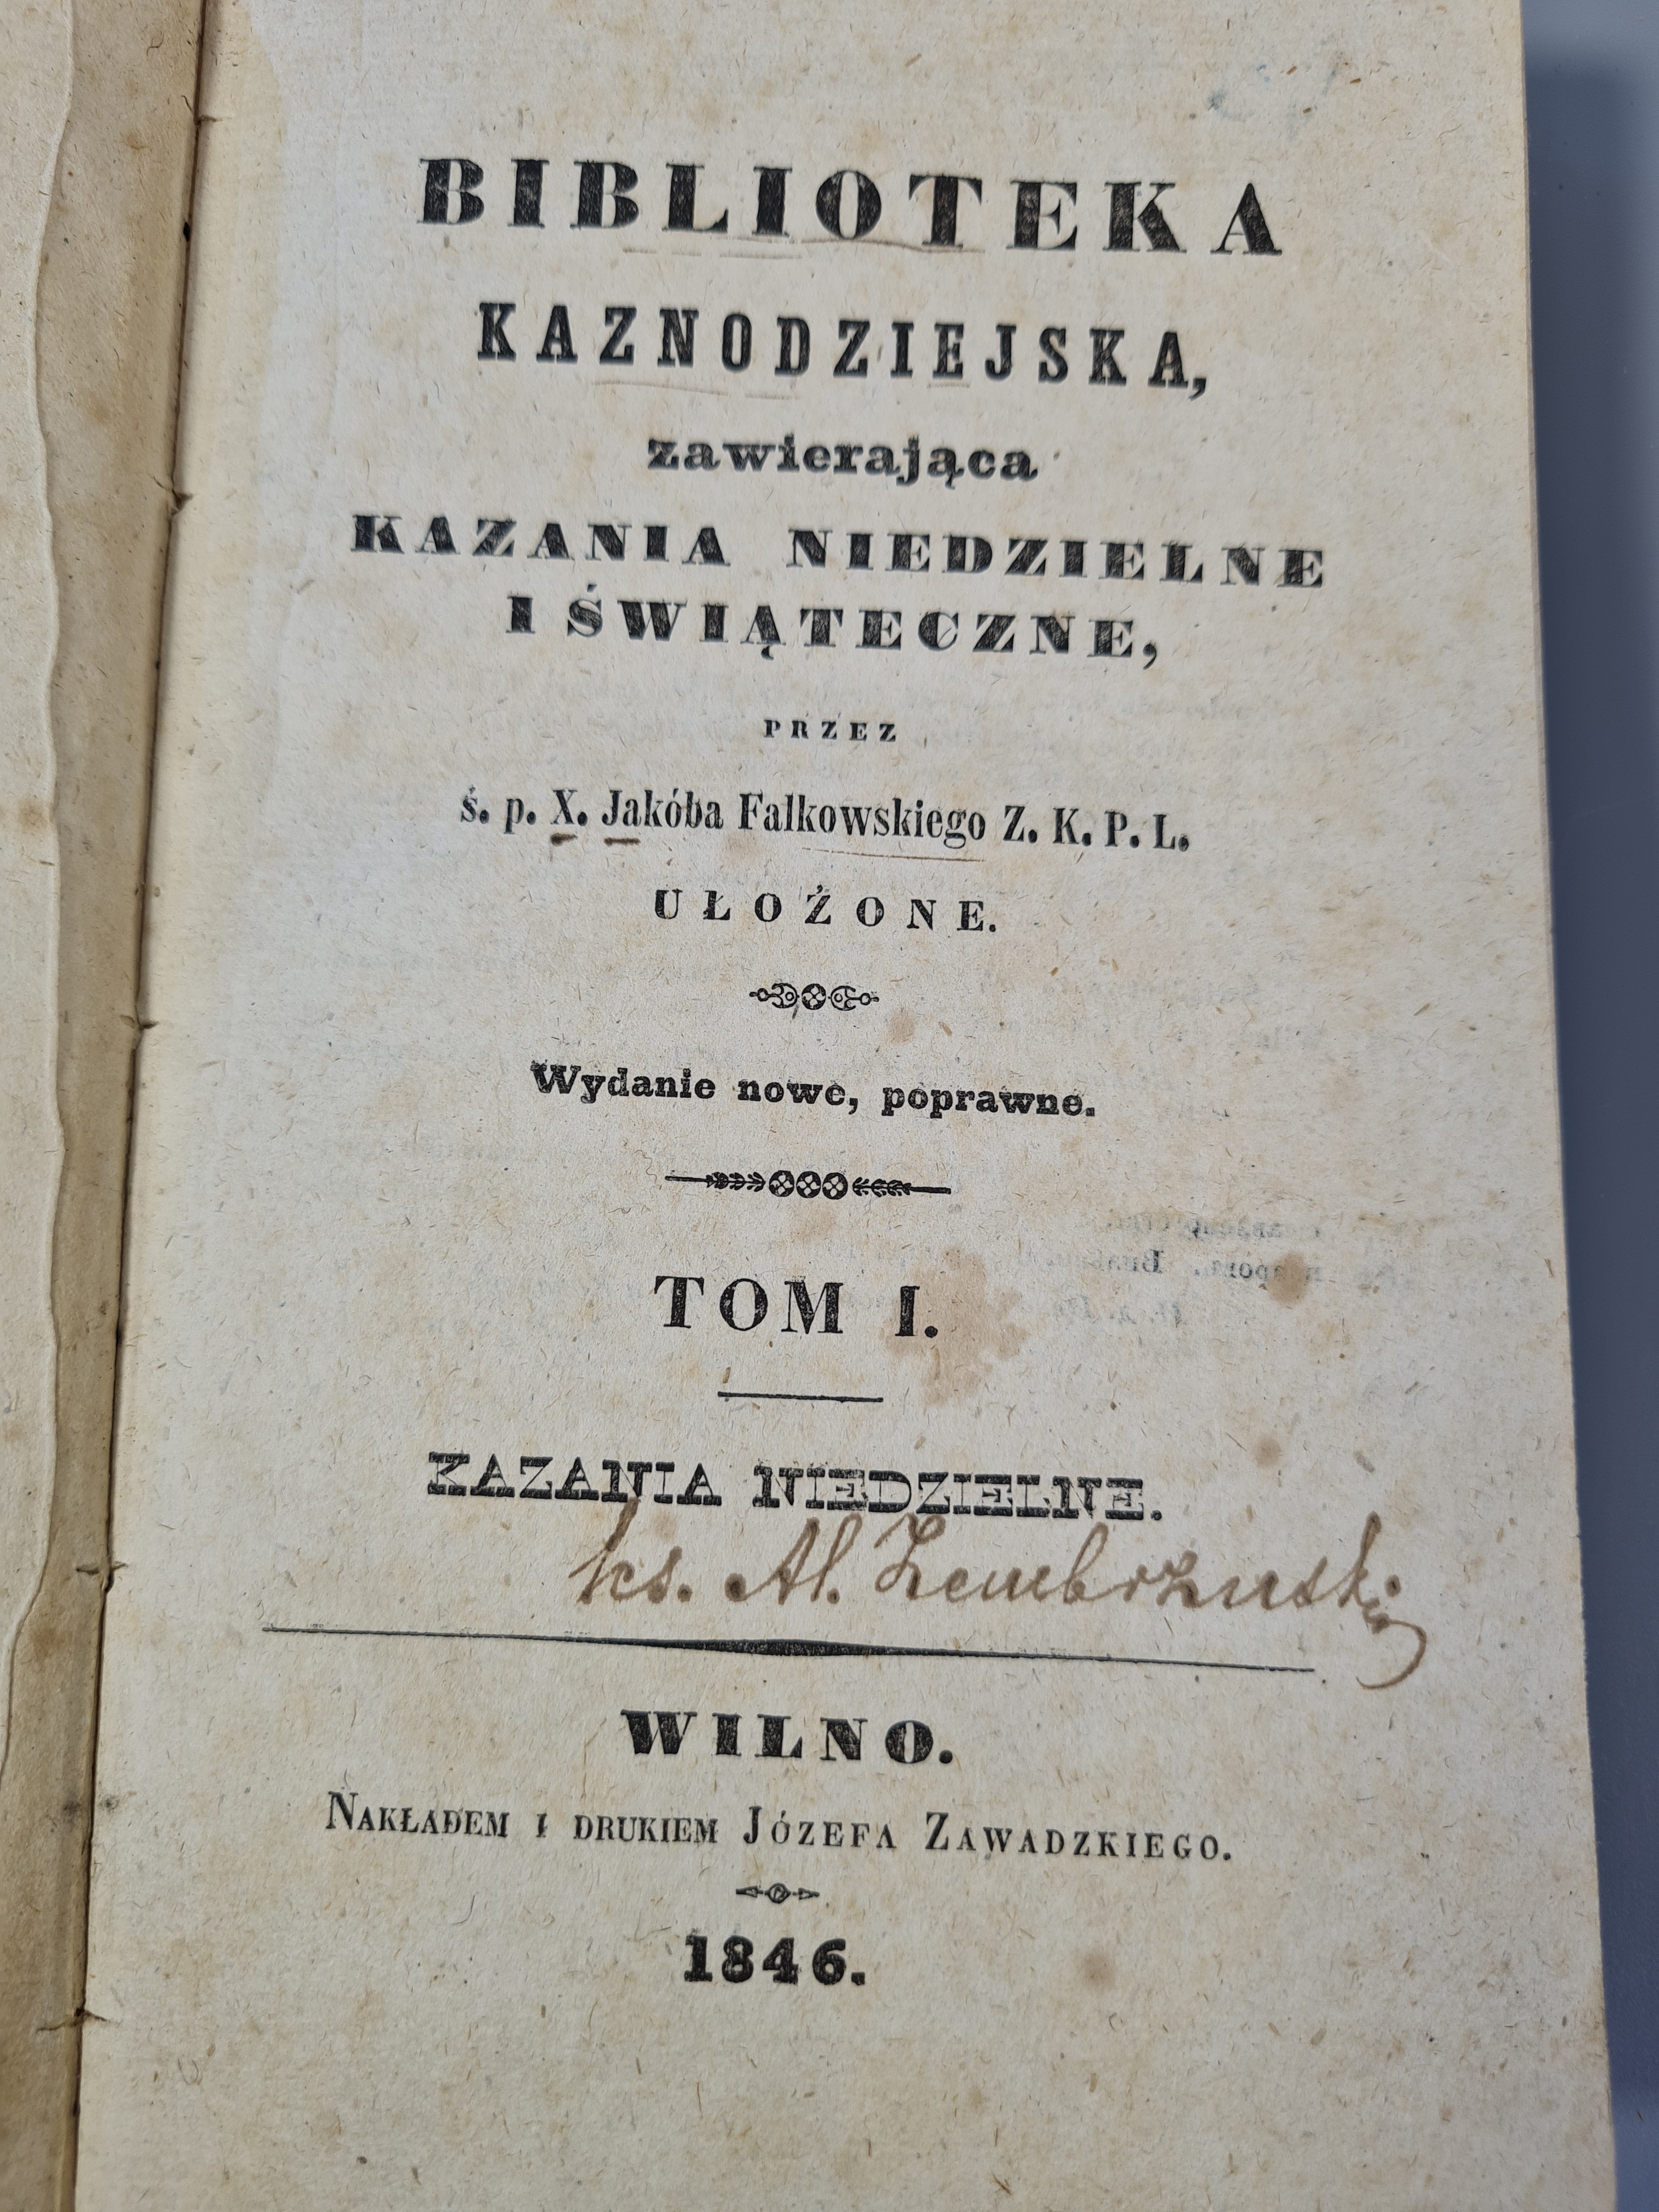 BIBLIOTEKA
KAZNODZIEJSKA,
zawierająca
KAZANIA NIEDZIELNE
I ŚWIĄTECZNE,
PRZEZ
ś. p. X. Jakóba Falkowskiego Z. K. P. L.
UŁOŻONE.
Wydanie nowe, poprawne.
TOM I.
KAZANIA NIEDZIELNE.
ks. Al. Zembrzuski
WILNO.
NAKŁADEM I DRUKIEM JÓZEFA ZAWADZKIEGO.
1846.